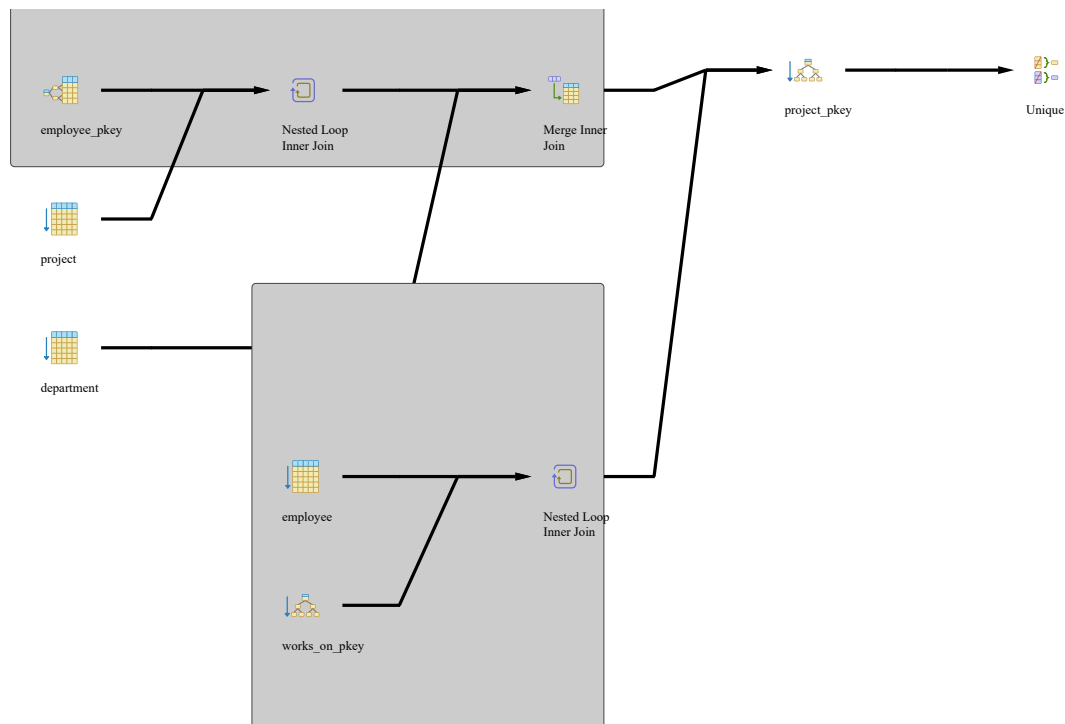 employee_pkey
Nested Loop
Inner Join
Merge Inner
Join
project_pkey
Unique
project
department
employee
Nested Loop
Inner Join
works_on_pkey